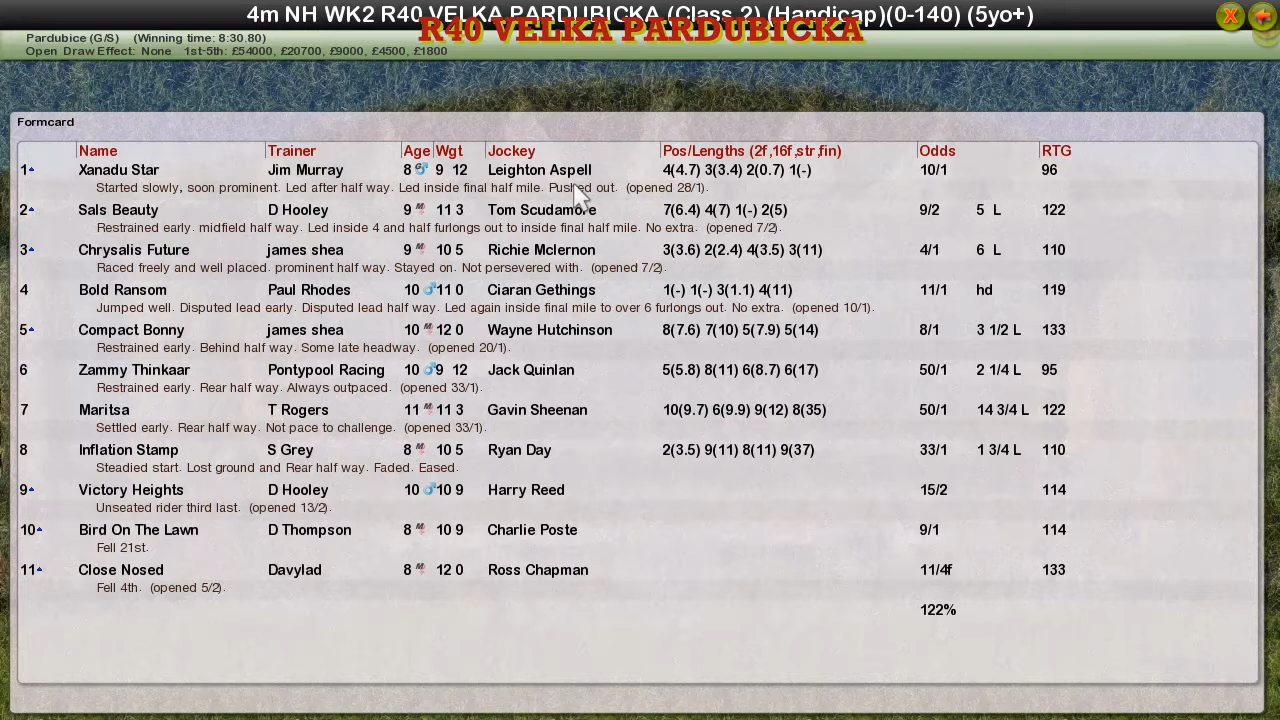 4m NH WK2 R40 VELKA PARDUBICKA (Class 2) (Handicap)(0-140) (5yo+)
R40 VELKA PARDUBICKA
Pardubice (G/S) (Winning time: 8:30.80)
Open Draw Effect: None 1st-5th: £54000, £20700, £9000, £4500, £1800
Formcard
Name Trainer Age Wgt Jockey Pos/Lengths (2f,16f,str,fin) Odds RTG
1 Xanadu Star Jim Murray 8 9 12 Leighton Aspell 4(4.7) 3(3.4) 2(0.7) 1(-) 10/1 96
Started slowly, soon prominent. Led after half way. Led inside final half mile. Pushed out. (opened 28/1).
2 Sals Beauty D Hooley 9 11 3 Tom Scudamore 7(6.4) 4(7) 1(-) 2(5) 9/2 5 L 122
Restrained early. midfield half way. Led inside 4 and half furlongs out to inside final half mile. No extra. (opened 7/2).
3 Chrysalis Future james shea 9 10 5 Richie Mclernon 3(3.6) 2(2.4) 4(3.5) 3(11) 4/1 6 L 110
Raced freely and well placed. prominent half way. Stayed on. Not persevered with. (opened 7/2).
4 Bold Ransom Paul Rhodes 10 11 0 Ciaran Gethings 1(-) 1(-) 3(1.1) 4(11) 11/1 hd 119
Jumped well. Disputed lead early. Disputed lead half way. Led again inside final mile to over 6 furlongs out. No extra. (opened 10/1).
5 Compact Bonny james shea 10 12 0 Wayne Hutchinson 8(7.6) 7(10) 5(7.9) 5(14) 8/1 3 1/2 L 133
Restrained early. Behind half way. Some late headway. (opened 20/1).
6 Zammy Thinkaar Pontypool Racing 10 9 12 Jack Quinlan 5(5.8) 8(11) 6(8.7) 6(17) 50/1 2 1/4 L 95
Restrained early. Rear half way. Always outpaced. (opened 33/1).
7 Maritsa T Rogers 11 11 3 Gavin Sheenan 10(9.7) 6(9.9) 9(12) 8(35) 50/1 14 3/4 L 122
Settled early. Rear half way. Not pace to challenge. (opened 33/1).
8 Inflation Stamp S Grey 8 10 5 Ryan Day 2(3.5) 9(11) 8(11) 9(37) 33/1 1 3/4 L 110
Steadied start. Lost ground and Rear half way. Faded. Eased.
9 Victory Heights D Hooley 10 10 9 Harry Reed 15/2 114
Unseated rider third last. (opened 13/2).
10 Bird On The Lawn D Thompson 8 10 9 Charlie Poste 9/1 114
Fell 21st.
11 Close Nosed Davylad 8 12 0 Ross Chapman 11/4f 133
Fell 4th. (opened 5/2).
122%